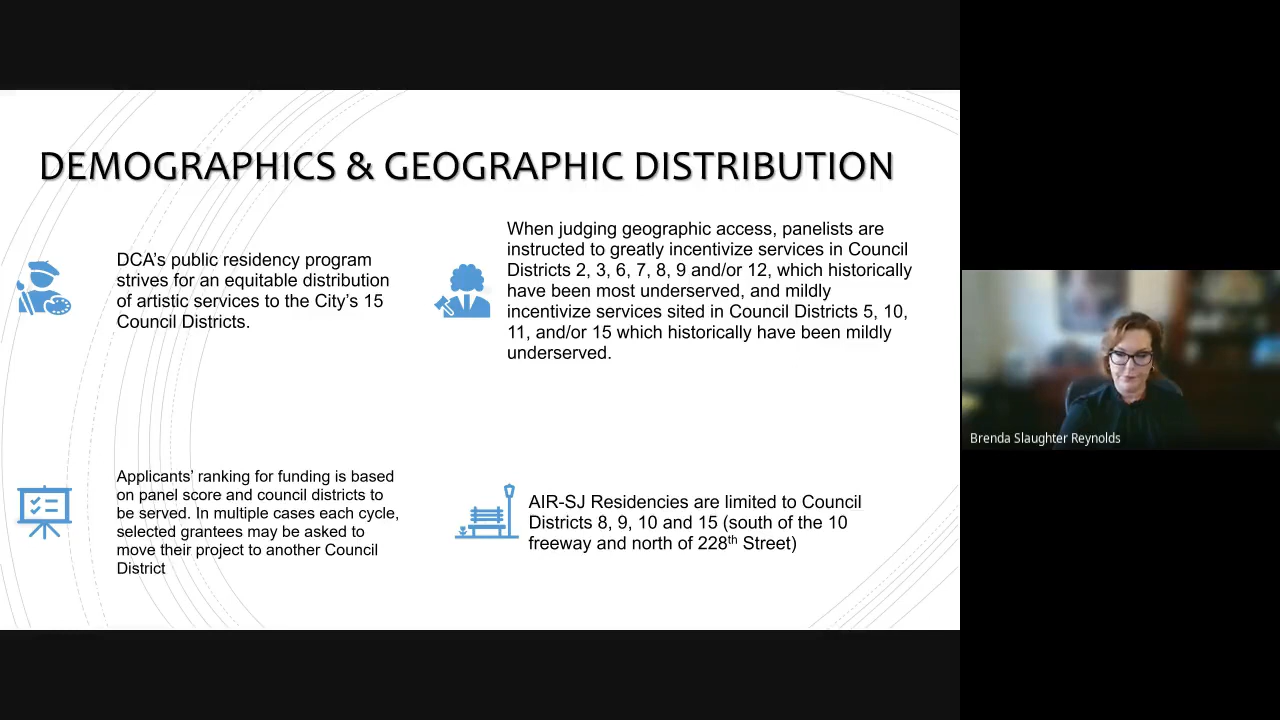 DEMOGRAPHICS & GEOGRAPHIC DISTRIBUTION
DCA’s public residency program
strives for an equitable distribution
of artistic services to the City’s 15
Council Districts.
When judging geographic access, panelists are
instructed to greatly incentivize services in Council
Districts 2, 3, 6, 7, 8, 9 and/or 12, which historically
have been most underserved, and mildly
incentivize services sited in Council Districts 5, 10,
11, and/or 15 which historically have been mildly
underserved.
Applicants’ ranking for funding is based
on panel score and council districts to
be served. In multiple cases each cycle,
selected grantees may be asked to
move their project to another Council
District
AIR-SJ Residencies are limited to Council
Districts 8, 9, 10 and 15 (south of the 10
freeway and north of 228th Street)
Brenda Slaughter Reynolds